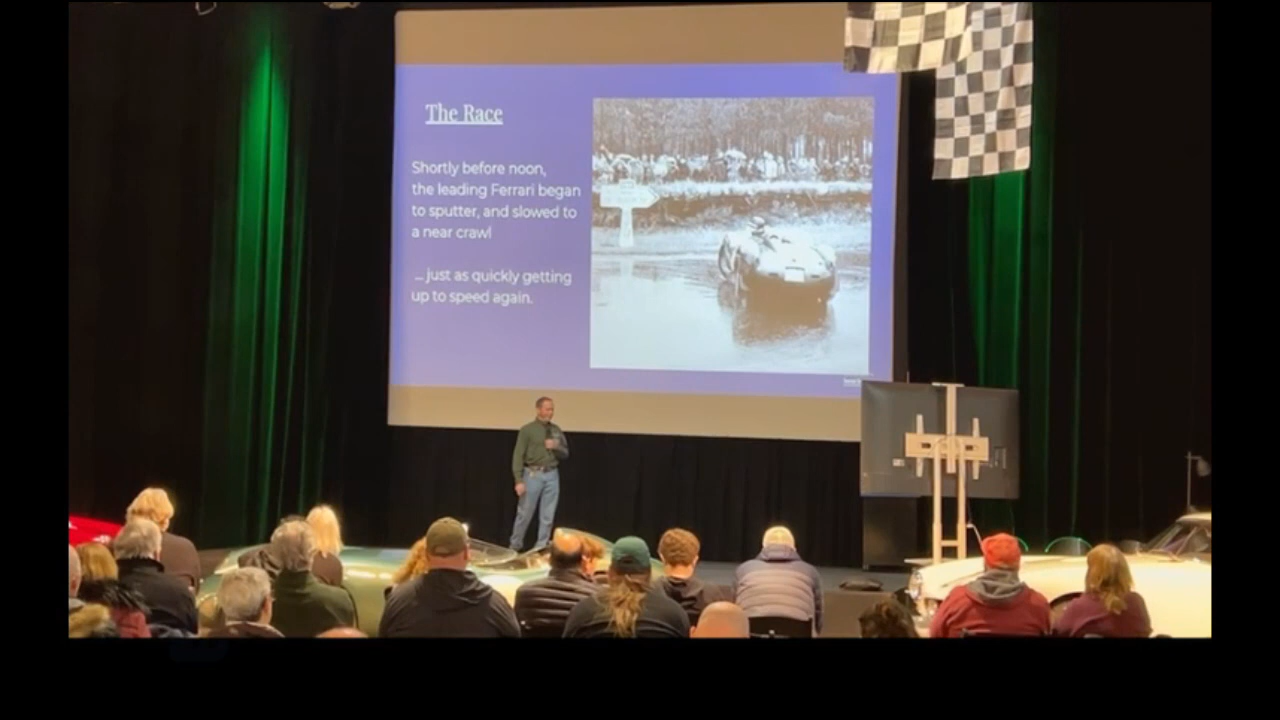 The Race
Shortly before noon,
the leading Ferrari began
to sputter, and slowed to
a near crawl
... just as quickly getting
up to speed again.